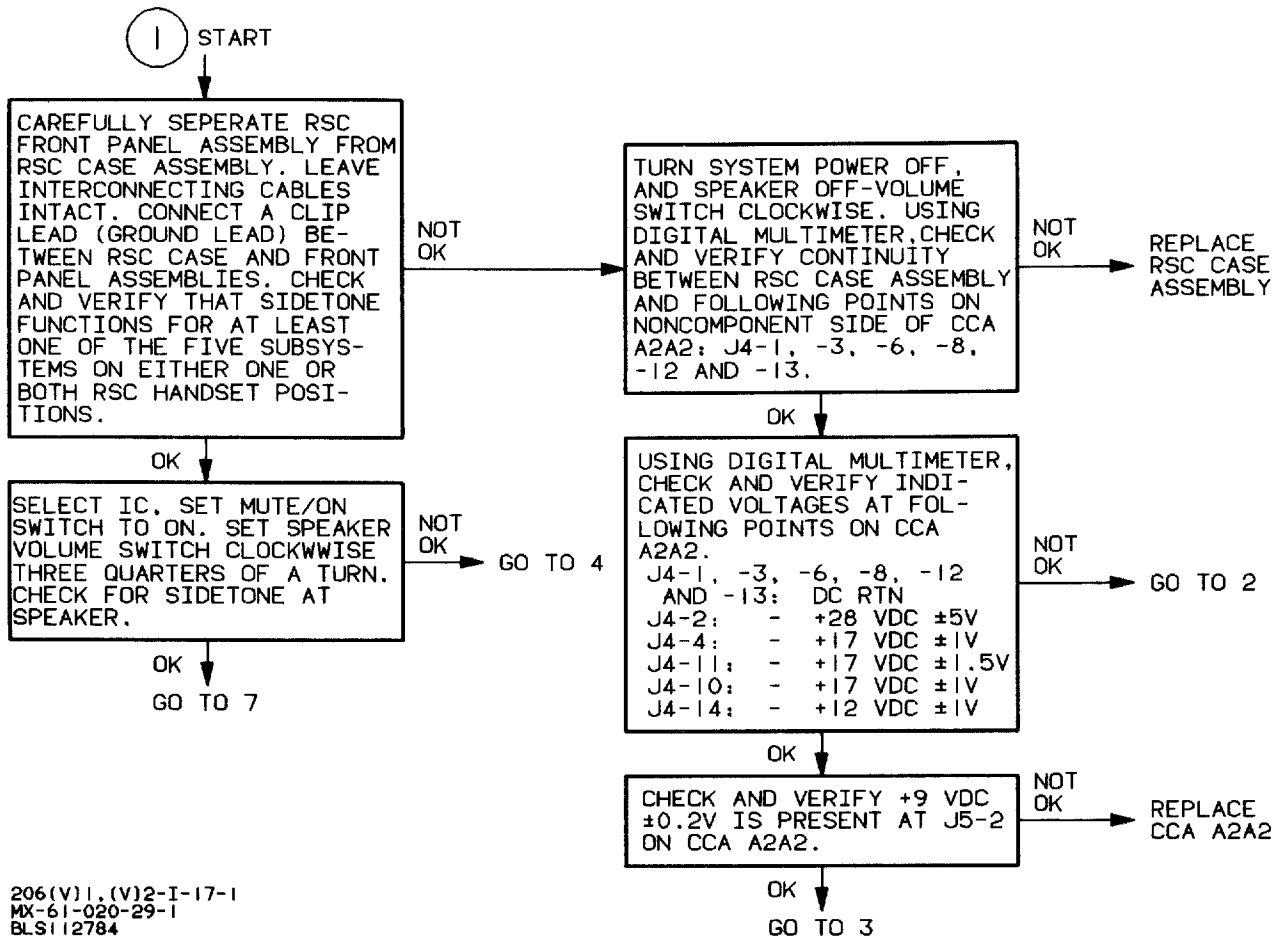 1 START
CAREFULLY SEPERATE RSC
FRONT PANEL ASSEMBLY FROM
RSC CASE ASSEMBLY. LEAVE
INTERCONNECTING CABLES
INTACT. CONNECT A CLIP
LEAD (GROUND LEAD) BE-
TWEEN RSC CASE AND FRONT
PANEL ASSEMBLIES. CHECK
AND VERIFY THAT SIDETONE
FUNCTIONS FOR AT LEAST
ONE OF THE FIVE SUBSYS-
TEMS ON EITHER ONE OR
BOTH RSC HANDSET POSI-
TIONS.
NOT
OK
OK
SELECT IC, SET MUTE/ON
SWITCH TO ON. SET SPEAKER
VOLUME SWITCH CLOCKWWISE
THREE QUARTERS OF A TURN.
CHECK FOR SIDETONE AT
SPEAKER.
NOT
OK
GO TO 4
OK
GO TO 7
TURN SYSTEM POWER OFF,
AND SPEAKER OFF-VOLUME
SWITCH CLOCKWISE. USING
DIGITAL MULTIMETER,CHECK
AND VERIFY CONTINUITY
BETWEEN RSC CASE ASSEMBLY
AND FOLLOWING POINTS ON
NONCOMPONENT SIDE OF CCA
A2A2: J4-1, -3, -6, -8,
-12 AND -13.
NOT
OK
REPLACE
RSC CASE
ASSEMBLY
OK
USING DIGITAL MULTIMETER,
CHECK AND VERIFY INDI-
CATED VOLTAGES AT FOL-
LOWING POINTS ON CCA
A2A2.
J4-1, -3, -6, -8, -12
AND -13: DC RTN
J4-2: - +28 VDC ±5V
J4-4: - +17 VDC ±1V
J4-11: - +17 VDC ±1.5V
J4-10: - +17 VDC ±1V
J4-14: - +12 VDC ±1V
NOT
OK
GO TO 2
OK
CHECK AND VERIFY +9 VDC
±0.2V IS PRESENT AT J5-2
ON CCA A2A2.
NOT
OK
REPLACE
CCA A2A2
OK
GO TO 3
206(V)1,(V)2-I-17-1
MX-61-020-29-1
BLS112784